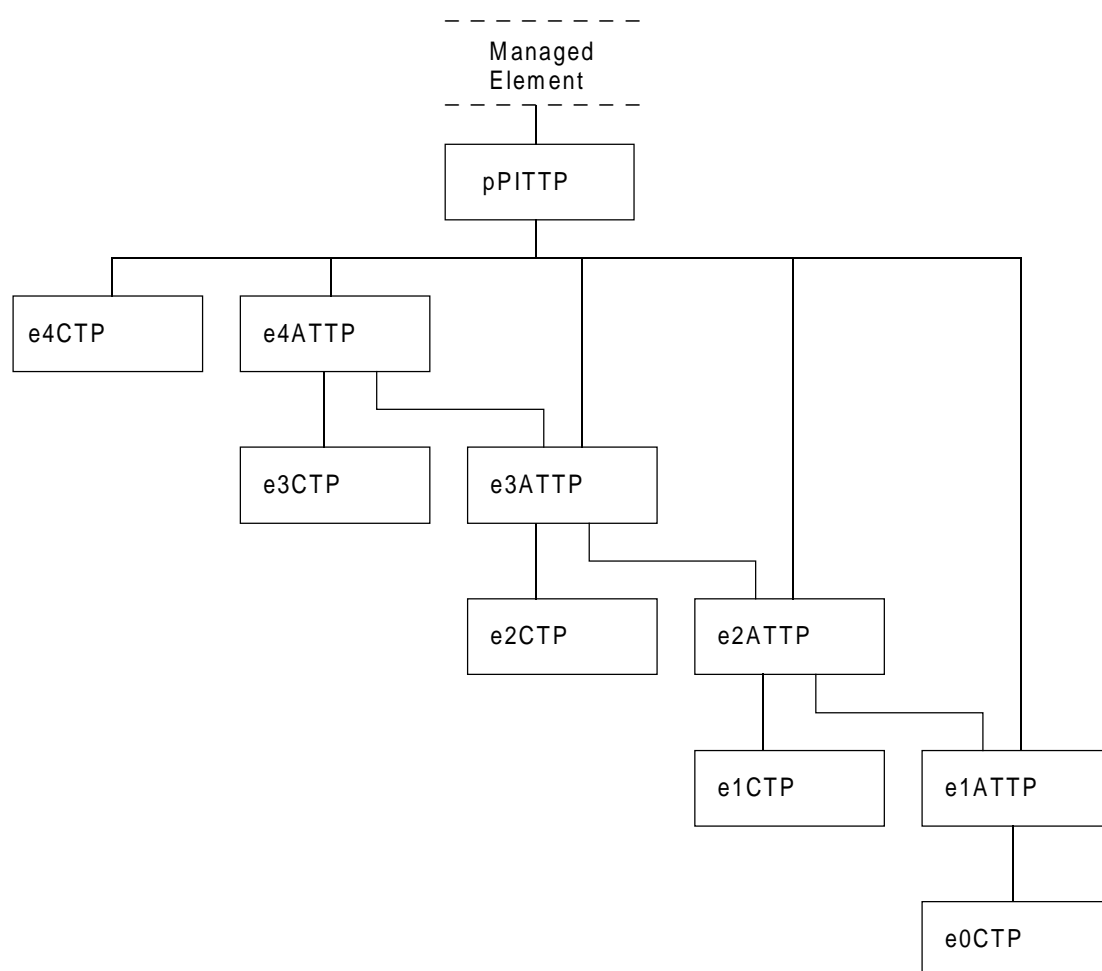 Managed
Element
pPITTP
e4CTP
e4ATTP
e3CTP
e3ATTP
e2CTP
e2ATTP
e1CTP
e1ATTP
e0CTP